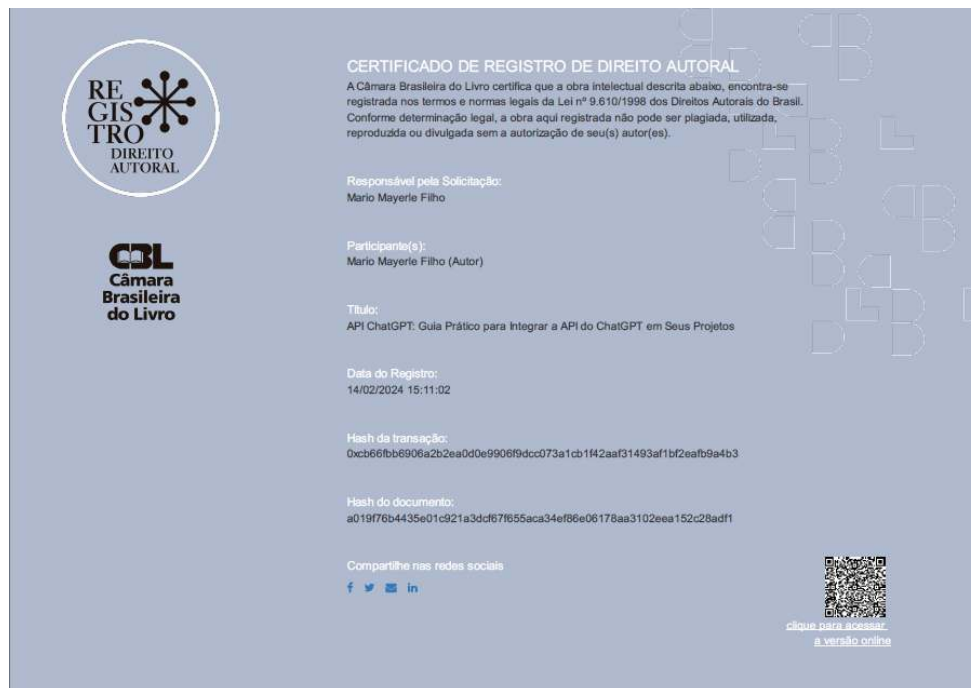 RE
GIS
TRO
DIREITO
AUTORAL
CBL
Câmara
Brasileira
do Livro
CERTIFICADO DE REGISTRO DE DIREITO AUTORAL
A Câmara Brasileira do Livro certifica que a obra intelectual descrita abaixo, encontra-se
registrada nos termos e normas legais da Lei nº 9.610/1998 dos Direitos Autorais do Brasil.
Conforme determinação legal, a obra aqui registrada não pode ser plagiada, utilizada,
reproduzida ou divulgada sem a autorização de seu(s) autor(es).
Responsável pela Solicitação:
Mario Mayerle Filho
Participante(s):
Mario Mayerle Filho (Autor)
Título:
API ChatGPT: Guia Prático para Integrar a API do ChatGPT em Seus Projetos
Data do Registro:
14/02/2024 15:11:02
Hash da transação:
0xcb66fbb6906a2b2ea0d0e9906f9dcc073a1cb1f42aaf31493af1bf2eafb9a4b3
Hash do documento:
a019f76b4435e01c921a3dcf67f655aca34ef86e06178aa3102eea152c28adf1
Compartilhe nas redes sociais
clique para acessar
a versão online